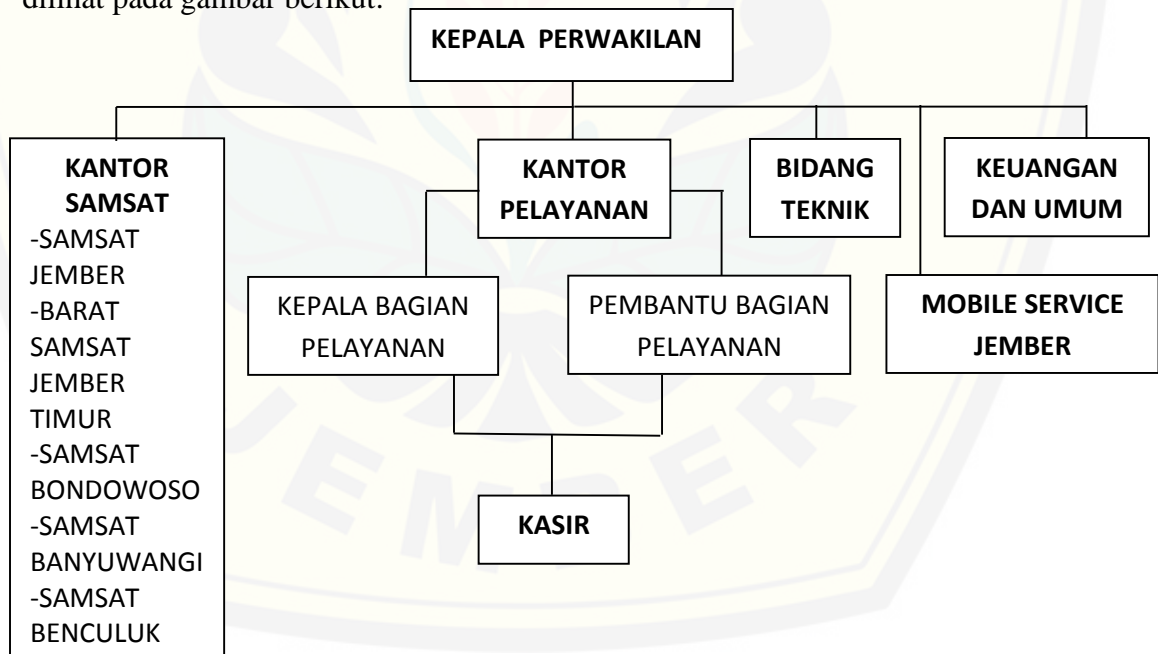 dilihat pada gambar berikut:
KEPALA PERWAKILAN
KANTOR
SAMSAT
-SAMSAT
JEMBER
-BARAT
SAMSAT
JEMBER
TIMUR
-SAMSAT
BONDOWOSO
-SAMSAT
BANYUWANGI
-SAMSAT
BENCULUK
KANTOR
PELAYANAN
BIDANG
TEKNIK
KEUANGAN
DAN UMUM
KEPALA BAGIAN
PELAYANAN
PEMBANTU BAGIAN
PELAYANAN
MOBILE SERVICE
JEMBER
KASIR
JEMBER